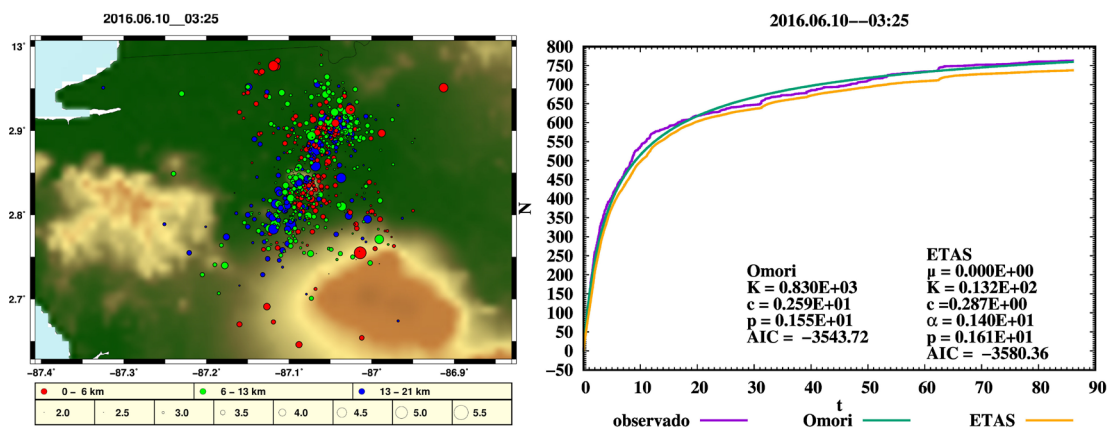 2016.06.10__03:25
13˚
2.9˚
2.8˚
2.7˚
−87.4˚ −87.3˚ −87.2˚ −87.1˚ −87˚ −86.9˚
0 − 6 km 6 − 13 km 13 − 21 km
2.0 2.5 3.0 3.5 4.0 4.5 5.0 5.5
2016.06.10−−03:25
800
750
700
650
600
550
500
450
400
350
300
250
200
150
100
50
0
−50
N
Omori
K = 0.830E+03
c = 0.259E+01
p = 0.155E+01
AIC = −3543.72
ETAS
μ = 0.000E+00
K = 0.132E+02
c = 0.287E+00
α = 0.140E+01
p = 0.161E+01
AIC = −3580.36
0 10 20 30 40 50 60 70 80 90
t
observado Omori ETAS